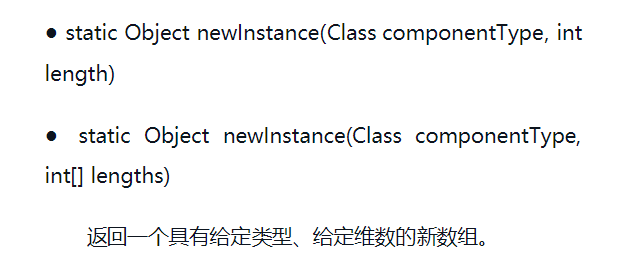 ● static Object newInstance(Class componentType, int
length)
● static Object newInstance(Class componentType,
int[] lengths)
返回一个具有给定类型、给定维数的新数组。